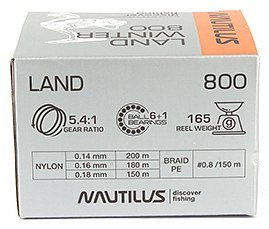 LAND
WINTER
800
NAUTILUS
LAND 800
5.4:1
GEAR RATIO
BALL 6+1
BEARINGS
165
REEL WEIGHT g
NYLON
0.14 mm 200 m
0.16 mm 180 m
0.18 mm 150 m
BRAID
PE
#0.8/150 m
NAUTILUS discover
fishing